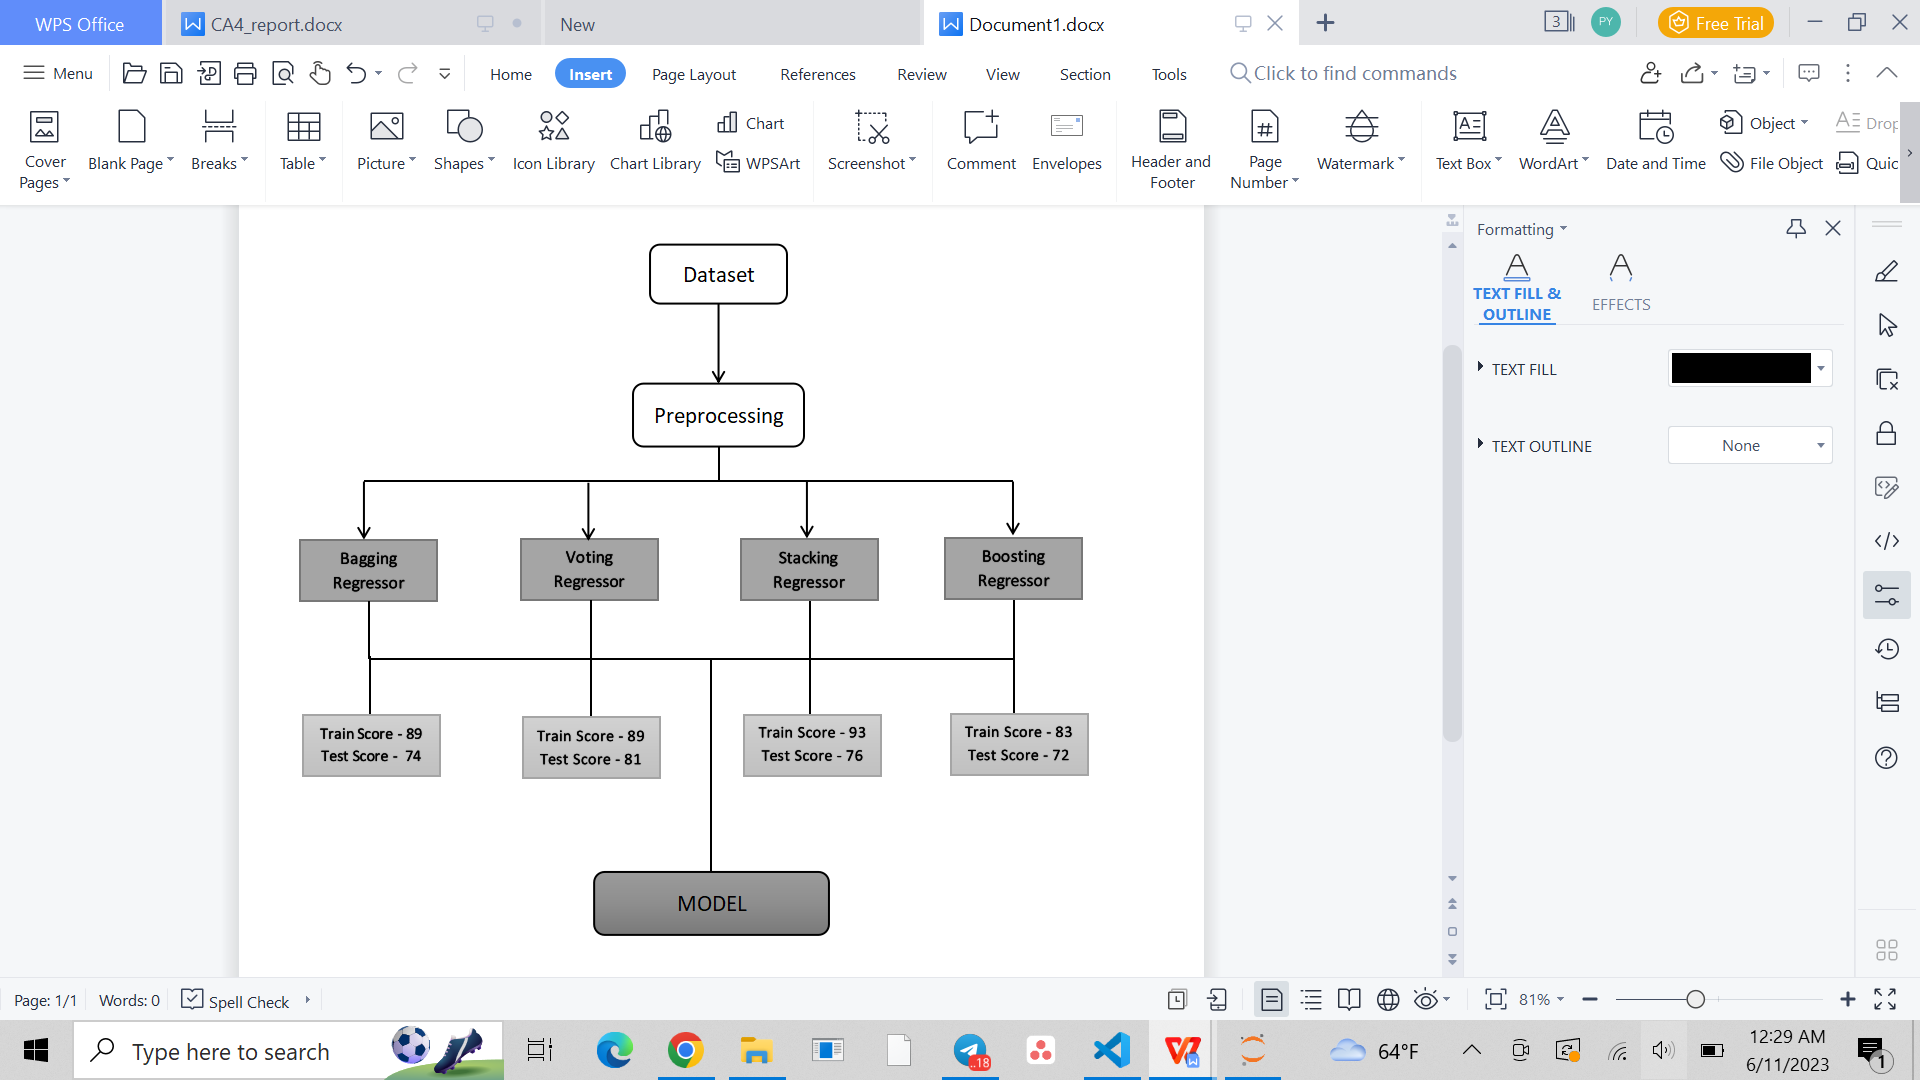 WPS Office
CA4_report.docx
New
Document1.docx
3
PY
Free Trial
Menu
Home
Insert
Page Layout
References
Review
View
Section
Tools
Click to find commands
Cover
Pages
Blank Page
Breaks
Table
Picture
Shapes
Icon Library
Chart Library
Chart
WPSArt
Screenshot
Comment
Envelopes
Header and
Footer
Page
Number
Watermark
Text Box
WordArt
Date and Time
Object
File Object
Drop
Quic
Dataset
Preprocessing
Bagging
Regressor
Voting
Regressor
Stacking
Regressor
Boosting
Regressor
Train Score - 89
Test Score - 74
Train Score - 89
Test Score - 81
Train Score - 93
Test Score - 76
Train Score - 83
Test Score - 72
MODEL
Formatting
TEXT FILL &
OUTLINE
EFFECTS
TEXT FILL
TEXT OUTLINE
None
Page: 1/1
Words: 0
Spell Check
81%
Type here to search
..18
64°F
12:29 AM
6/11/2023
1